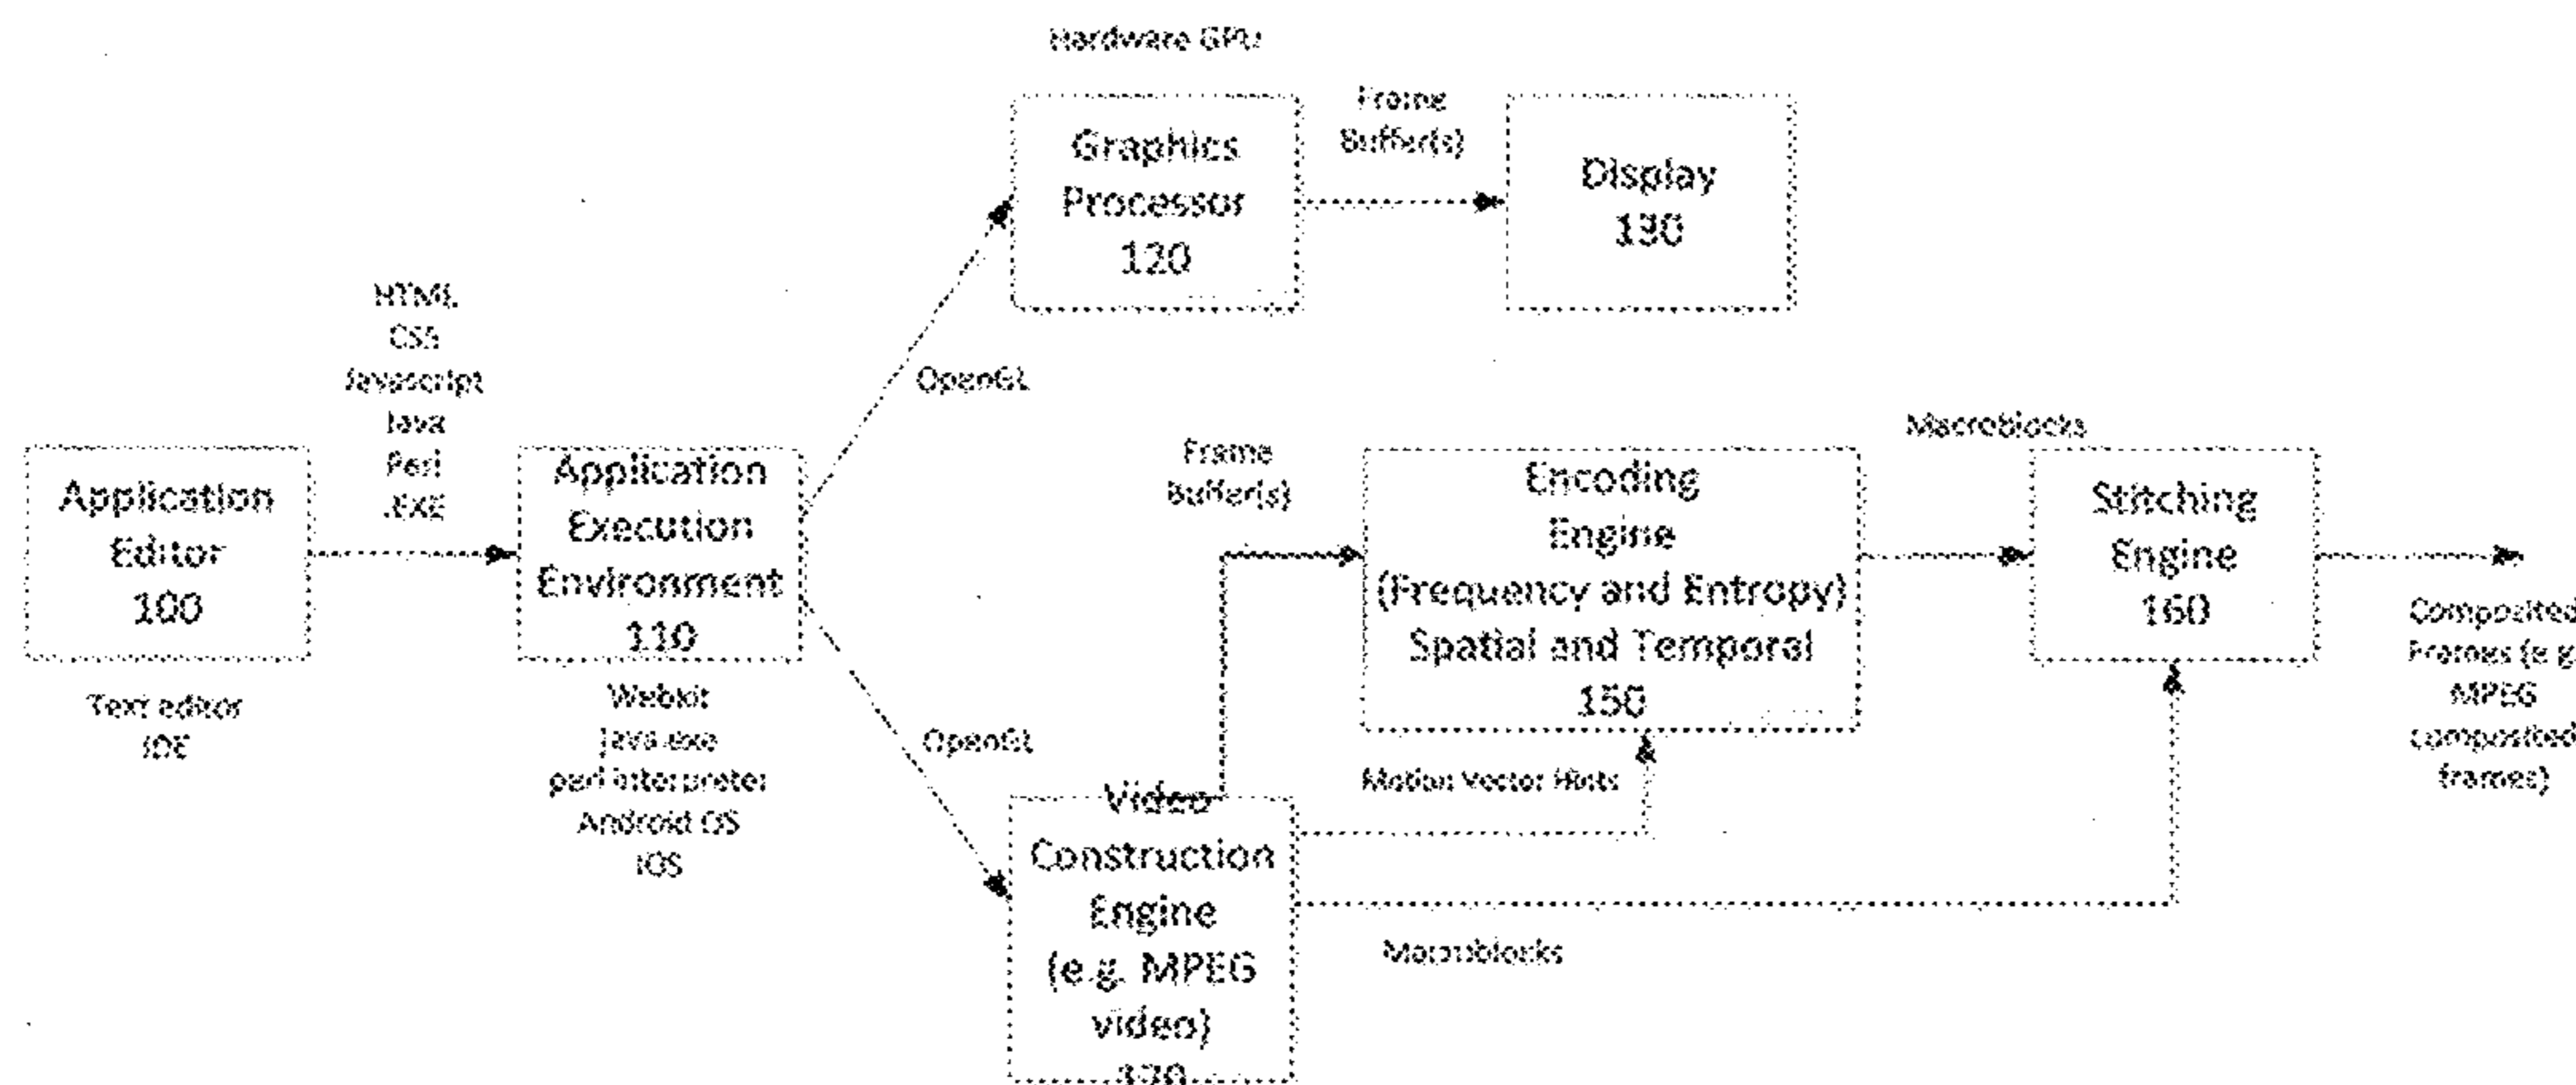 Hardware GPU
Graphics
Processor
120
Frame
Buffer(s)
Display
130
OpenGL
HTML
CSS
Javascript
Java
Perl
.EXE
Application
Editor
100
Text editor
IDE
Application
Execution
Environment
110
Webkit
java.exe
perl interpreter
Android OS
iOS
OpenGL
Video
Construction
Engine
(e.g. MPEG
video)
Frame
Buffer(s)
Encoding
Engine
(Frequency and Entropy)
Spatial and Temporal
150
Motion Vector Hints
Macroblocks
Macroblocks
Stitching
Engine
160
Composited
Frames (e.g.
MPEG
composited
frames)